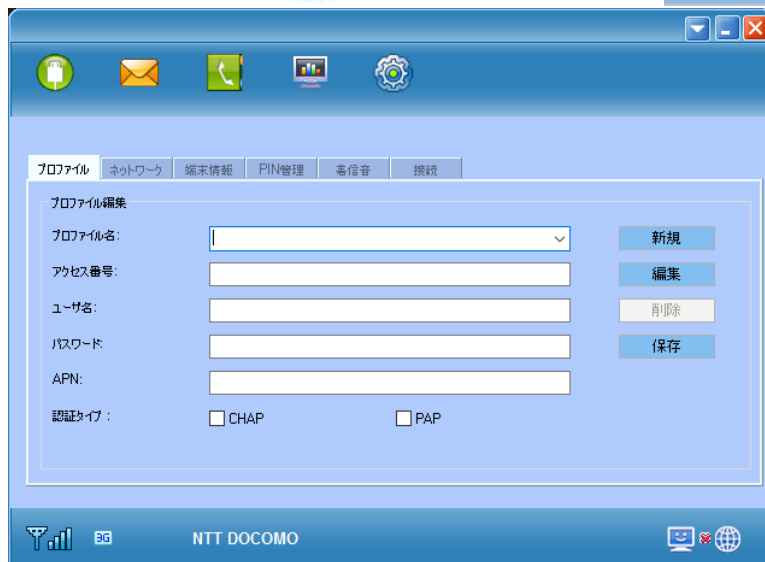 プロファイル ネットワーク 端末情報 PIN管理 着信音 接続
プロファイル編集
プロファイル名: 新規
アクセス番号: 編集
ユーザ名: 削除
パスワード: 保存
APN:
認証タイプ : CHAP PAP
3G NTT DOCOMO